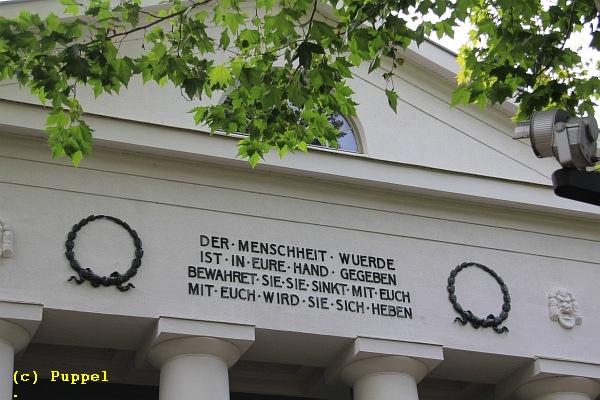 DER·MENSCHHEIT·WUERDE
IST·IN·EURE·HAND·GEGEBEN
BEWAHRET·SIE·SIE·SINKT·MIT·EUCH
MIT·EUCH·WIRD·SIE·SICH·HEBEN
(c) Puppel